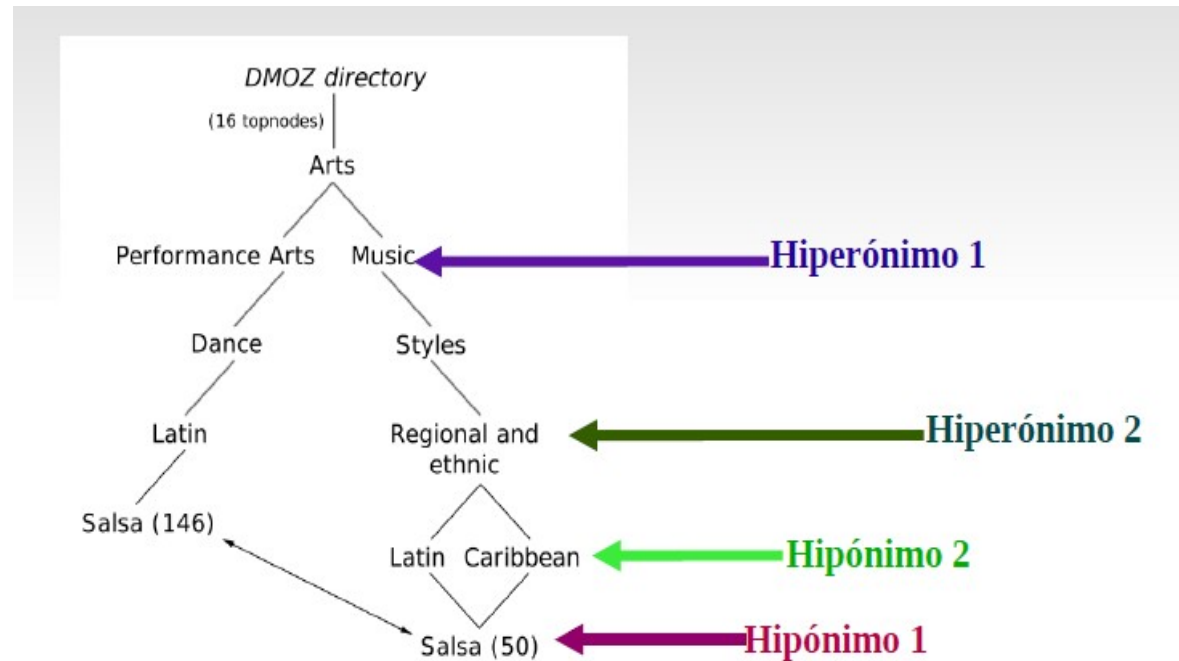 DMOZ directory
(16 topnodes)
Arts
Performance Arts Music Hiperónimo 1
Dance Styles
Latin Regional and Hiperónimo 2
ethnic
Salsa (146)
Latin Caribbean Hipónimo 2
Salsa (50) Hipónimo 1